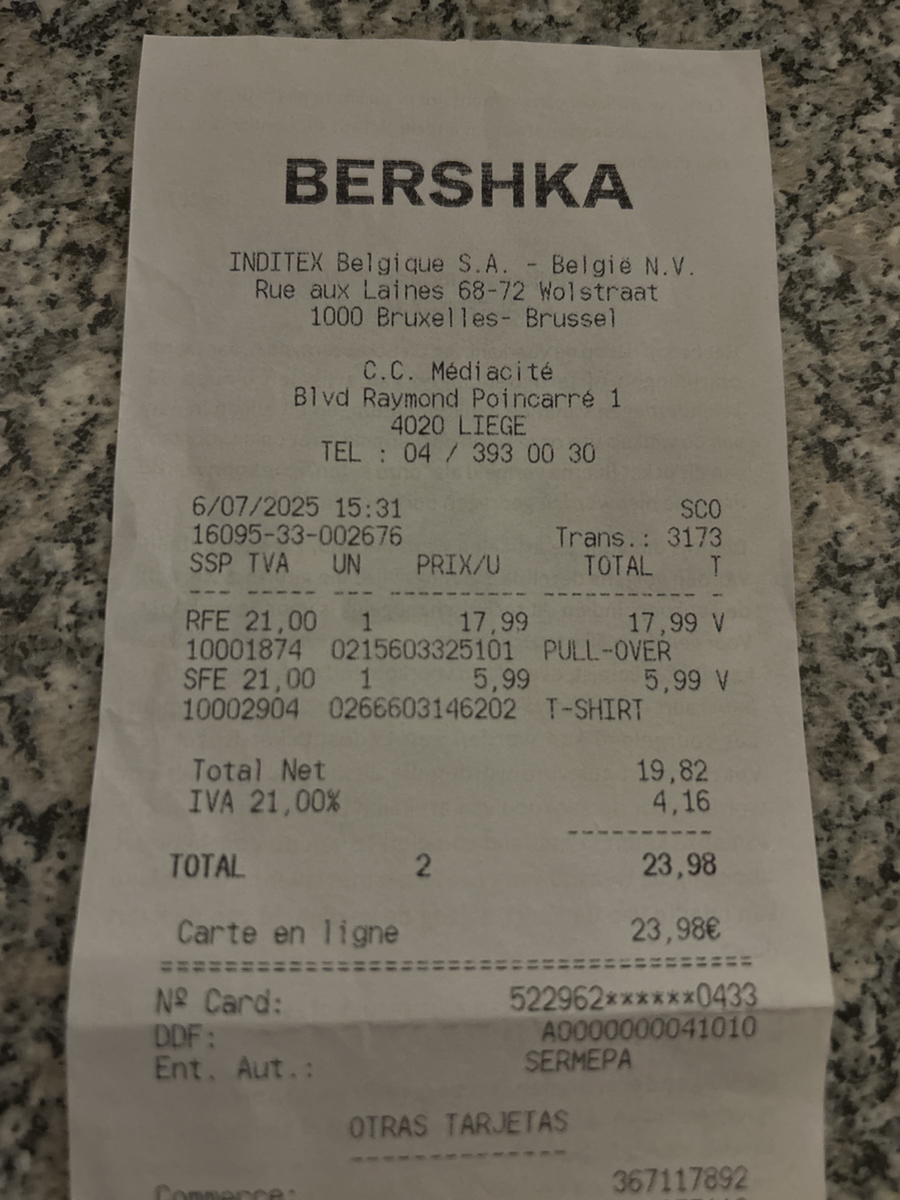 BERSHKA
INDITEX Belgique S.A. - België N.V.
Rue aux Laines 68-72 Wolstraat
1000 Bruxelles- Brussel
C.C. Médiacité
Blvd Raymond Poincarré 1
4020 LIEGE
TEL : 04 / 393 00 30
6/07/2025 15:31 SCO
16095-33-002676 Trans.: 3173
SSP TVA UN PRIX/U TOTAL T
--- ---- --- ---------- ---------- -
RFE 21,00 1 17,99 17,99 V
10001874 0215603325101 PULL-OVER
SFE 21,00 1 5,99 5,99 V
10002904 0266603146202 T-SHIRT
Total Net 19,82
IVA 21,00% 4,16
----------
TOTAL 2 23,98
Carte en ligne 23,98€
========================================
Nº Card: 522962******0433
DDF: A0000000041010
Ent. Aut.: SERMEPA
OTRAS TARJETAS
--------------
367117892
Commerce: